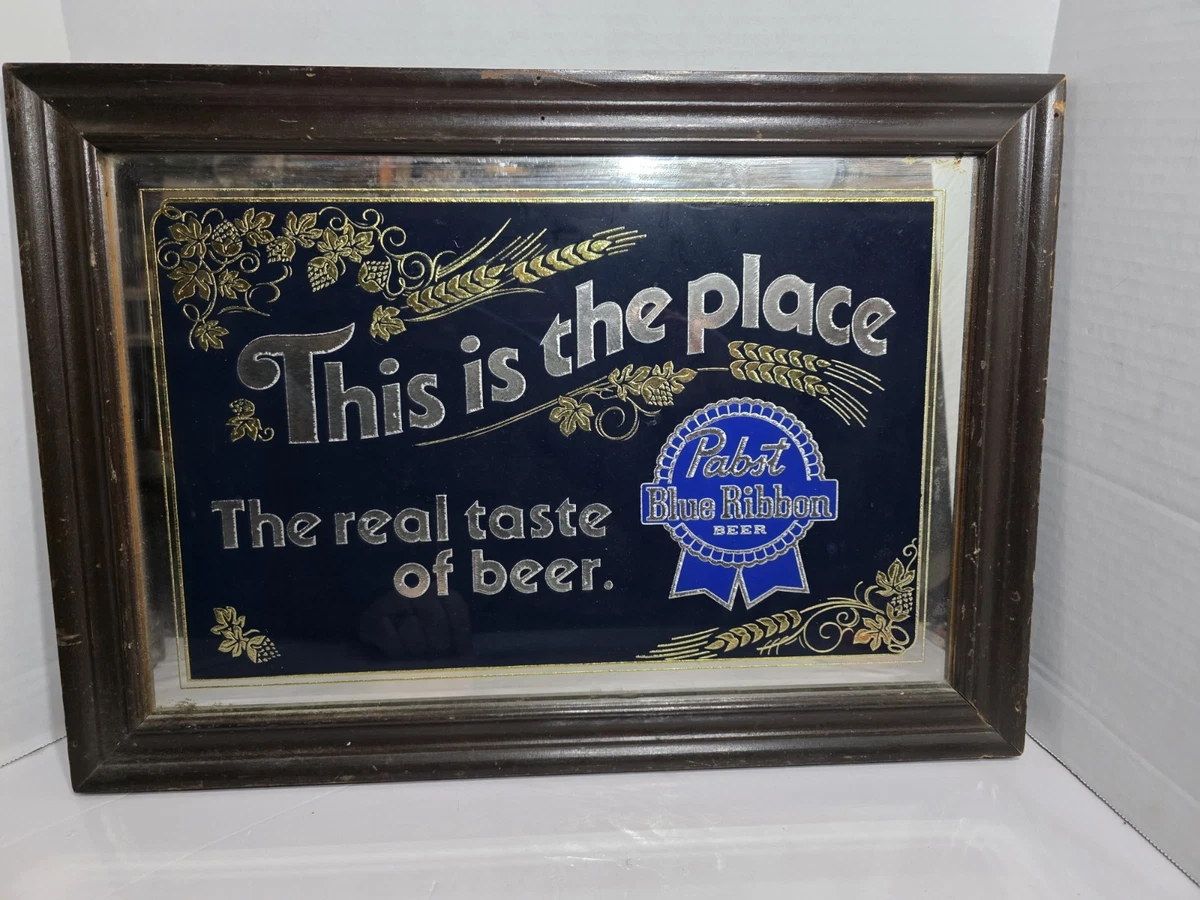 This is the place
The real taste
of beer.
Pabst
Blue Ribbon
BEER